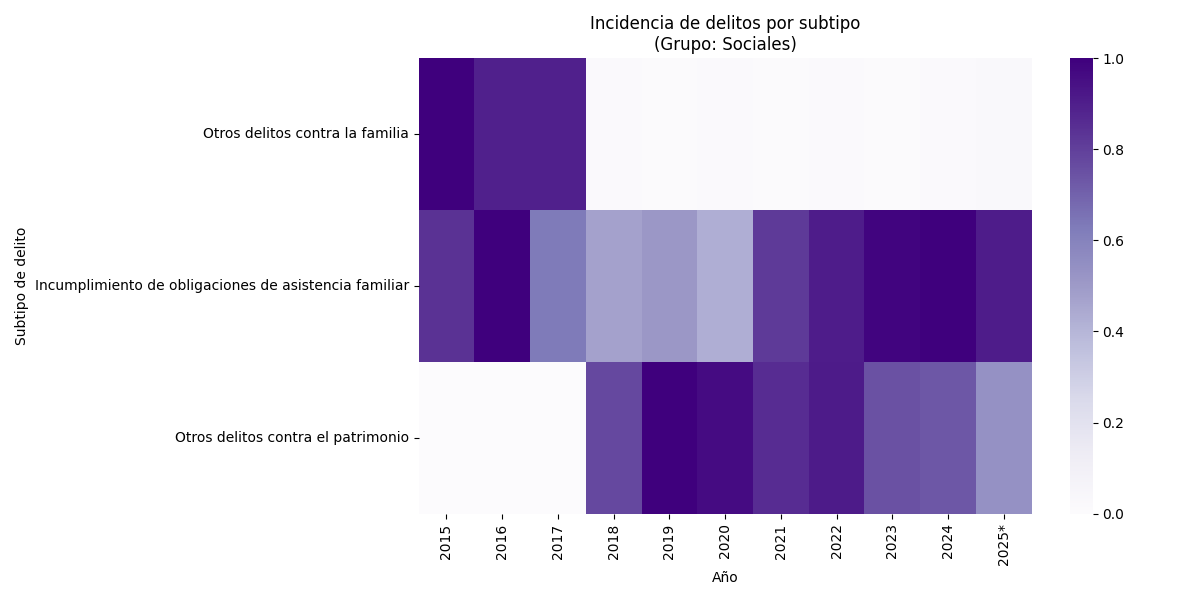 Incidencia de delitos por subtipo
(Grupo: Sociales)
Subtipo de delito
Otros delitos contra la familia
Incumplimiento de obligaciones de asistencia familiar
Otros delitos contra el patrimonio
2015
2016
2017
2018
2019
2020
2021
2022
2023
2024
2025*
Año
1.0
0.8
0.6
0.4
0.2
0.0